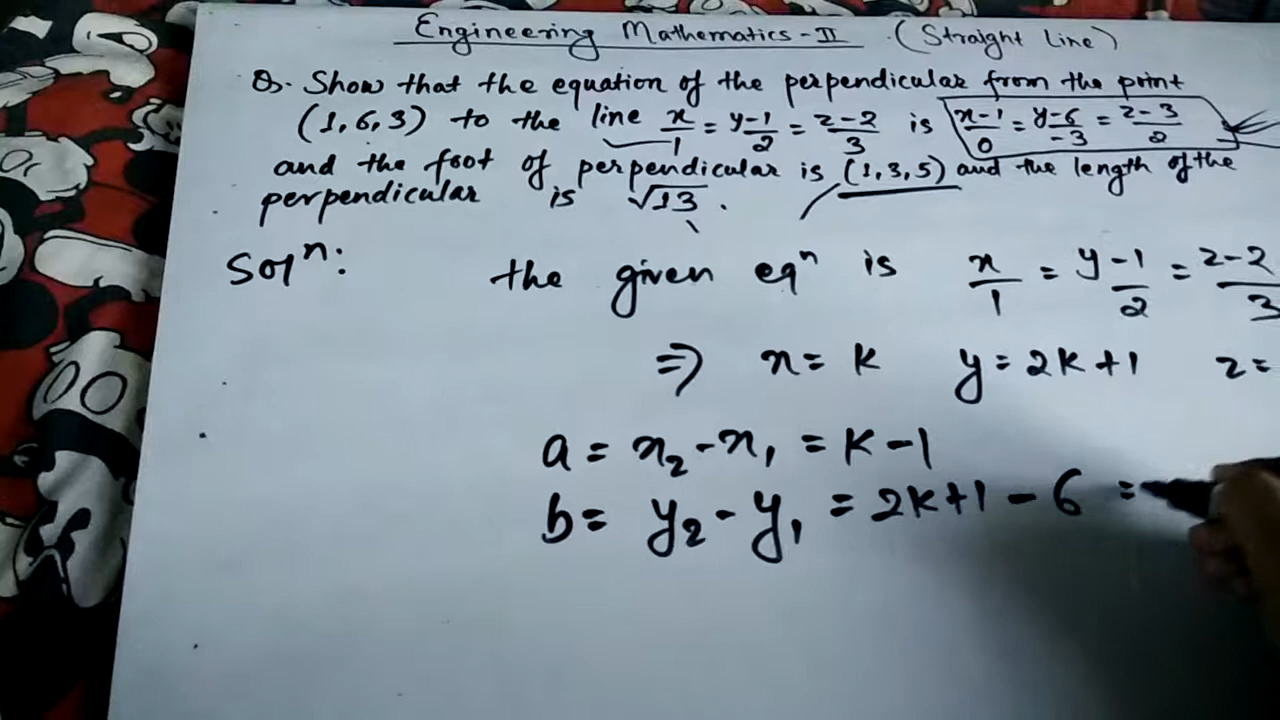 Engineering Mathematics-II (Straight Line)
Q. Show that the equation of the perpendicular from the point
(1,6,3) to the line x/1 = y-1/2 = z-2/3 is x-1/0 = y-6/-3 = z-3/2
and the foot of perpendicular is (1,3,5) and the length of the
perpendicular is √13.
Solⁿ: the given eqⁿ is x/1 = y-1/2 = z-2/3
⇒ x = k y = 2k+1 z =
a = x₂-x₁ = k-1
b = y₂-y₁ = 2k+1-6 =